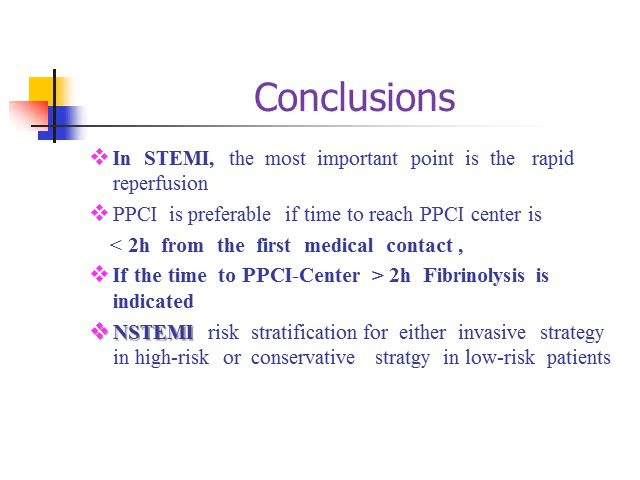 Conclusions
In STEMI, the most important point is the rapid
reperfusion
PPCI is preferable if time to reach PPCI center is
< 2h from the first medical contact ,
If the time to PPCI-Center > 2h Fibrinolysis is
indicated
NSTEMI risk stratification for either invasive strategy
in high-risk or conservative stratgy in low-risk patients